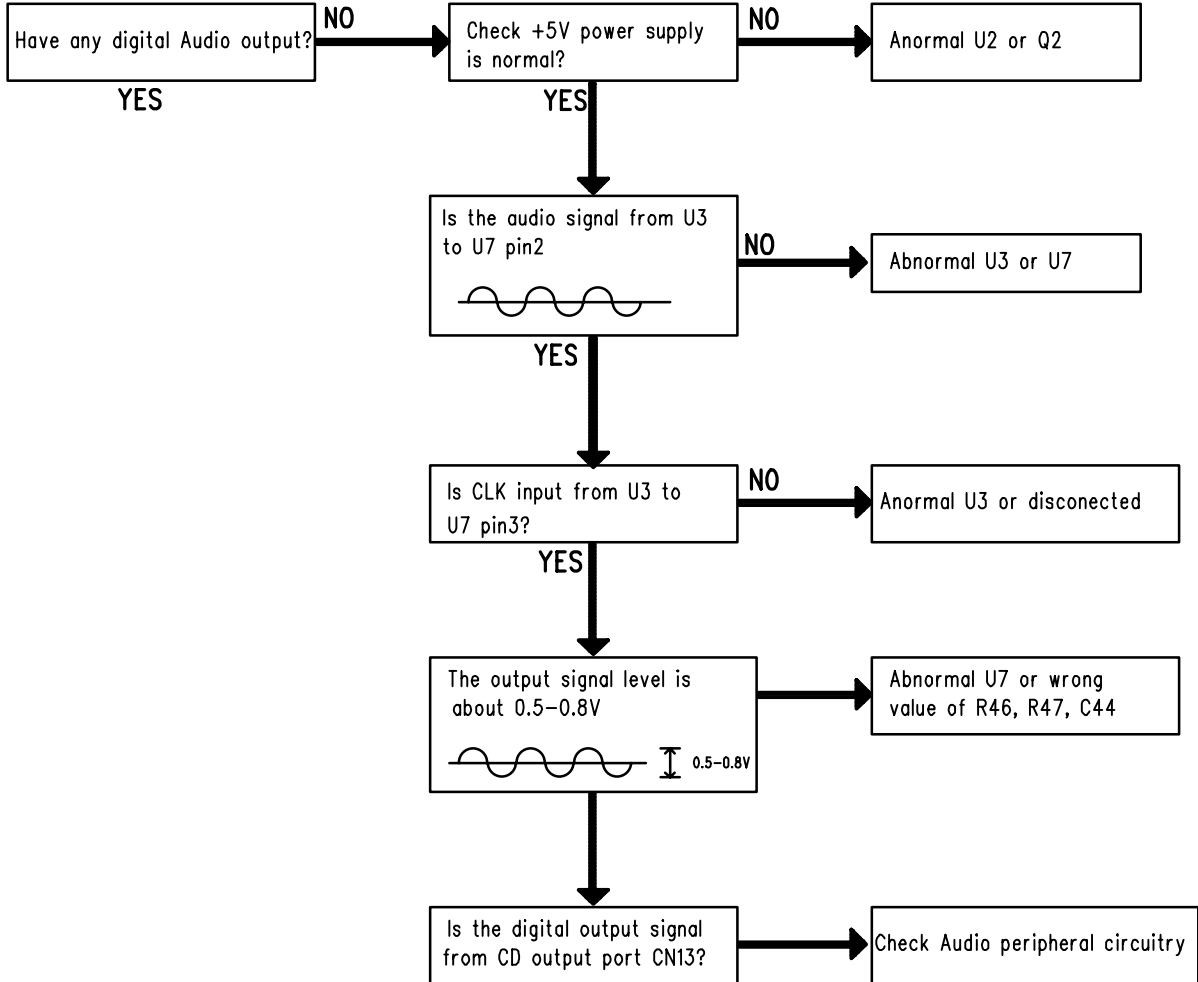 Have any digital Audio output?
NO
Check +5V power supply
is normal?
NO
Anormal U2 or Q2
YES
YES
Is the audio signal from U3
to U7 pin2
NO
Abnormal U3 or U7
YES
Is CLK input from U3 to
U7 pin3?
NO
Anormal U3 or disconected
YES
The output signal level is
about 0.5-0.8V
0.5-0.8V
Abnormal U7 or wrong
value of R46, R47, C44
Is the digital output signal
from CD output port CN13?
Check Audio peripheral circuitry